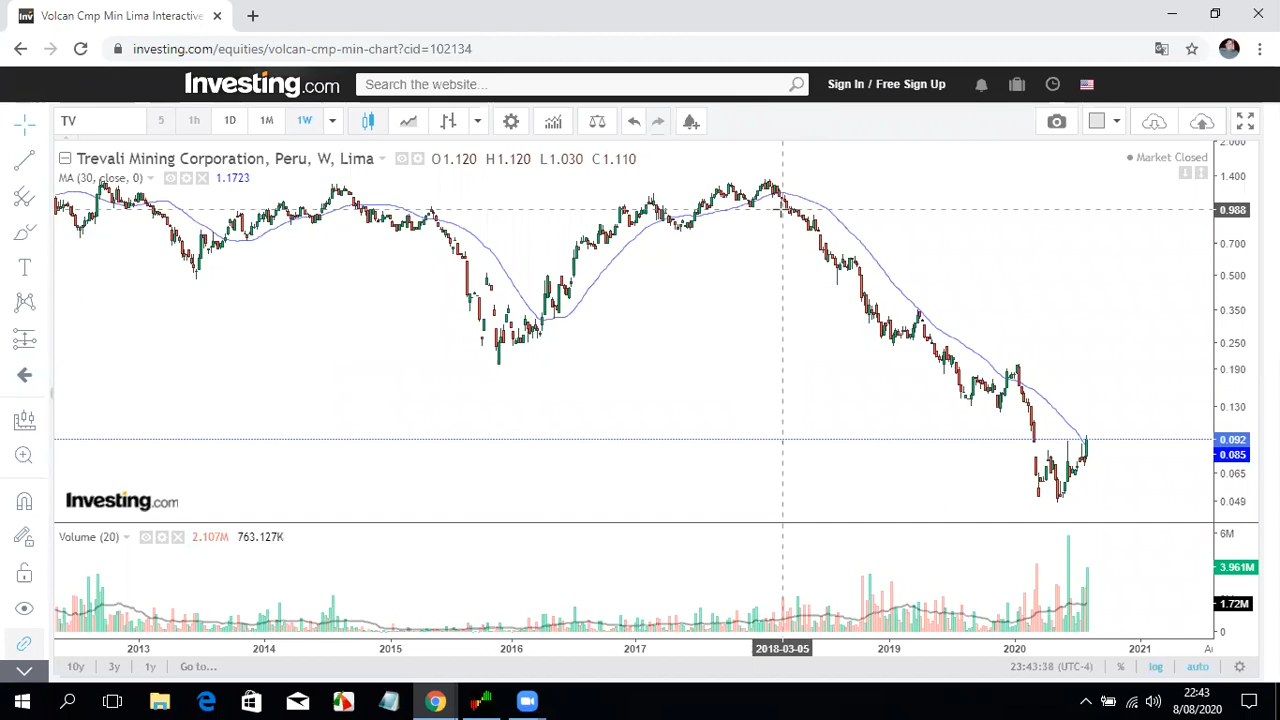 Volcan Cmp Min Lima Interactive
investing.com/equities/volcan-cmp-min-chart?cid=102134
Investing.com
Search the website...
Sign In / Free Sign Up
TV
5
1h
1D
1M
1W
Trevali Mining Corporation, Peru, W, Lima
O1.120 H1.120 L1.030 C1.110
Market Closed
MA (30, close, 0)
1.1723
2.000
1.400
0.988
0.700
0.500
0.350
0.250
0.190
0.130
0.092
0.085
0.065
0.049
Investing.com
Volume (20)
2.107M
763.127K
6M
3.961M
1.72M
0
2013
2014
2015
2016
2017
2018-03-05
2019
2020
2021
10y
3y
1y
Go to...
23:43:38 (UTC-4)
%
log
auto
22:43
8/08/2020